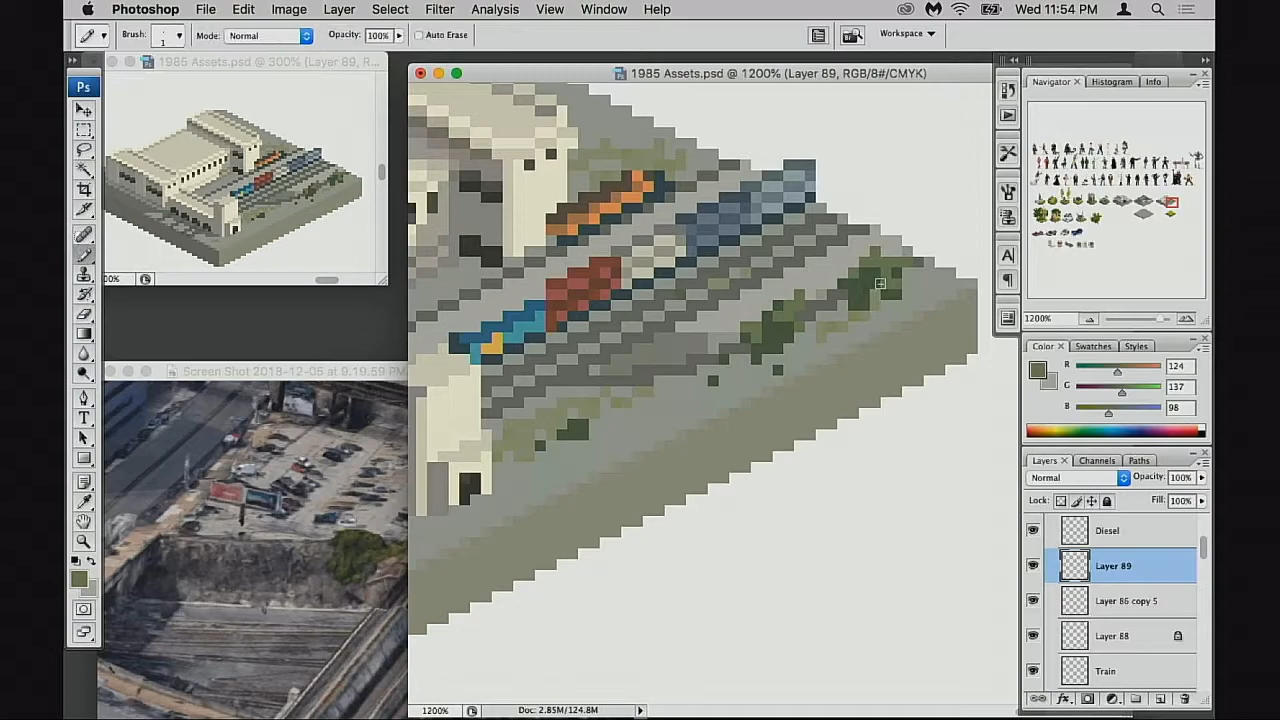 Photoshop File Edit Image Layer Select Filter Analysis View Window Help Wed 11:54 PM
Brush: 1 Mode: Normal Opacity: 100% Auto Erase Workspace
1985 Assets.psd @ 300% (Layer 89, R...
1985 Assets.psd @ 1200% (Layer 89, RGB/8#/CMYK)
Ps
Navigator Histogram Info
1200%
Color Swatches Styles
R 124
G 137
B 98
Layers Channels Paths
Normal Opacity: 100%
Lock: Fill: 100%
Diesel
Layer 89
Layer 86 copy 5
Layer 88
Train
00%
Screen Shot 2018-12-05 at 9.19.59 PM
1200% Doc: 2.85M/124.8M